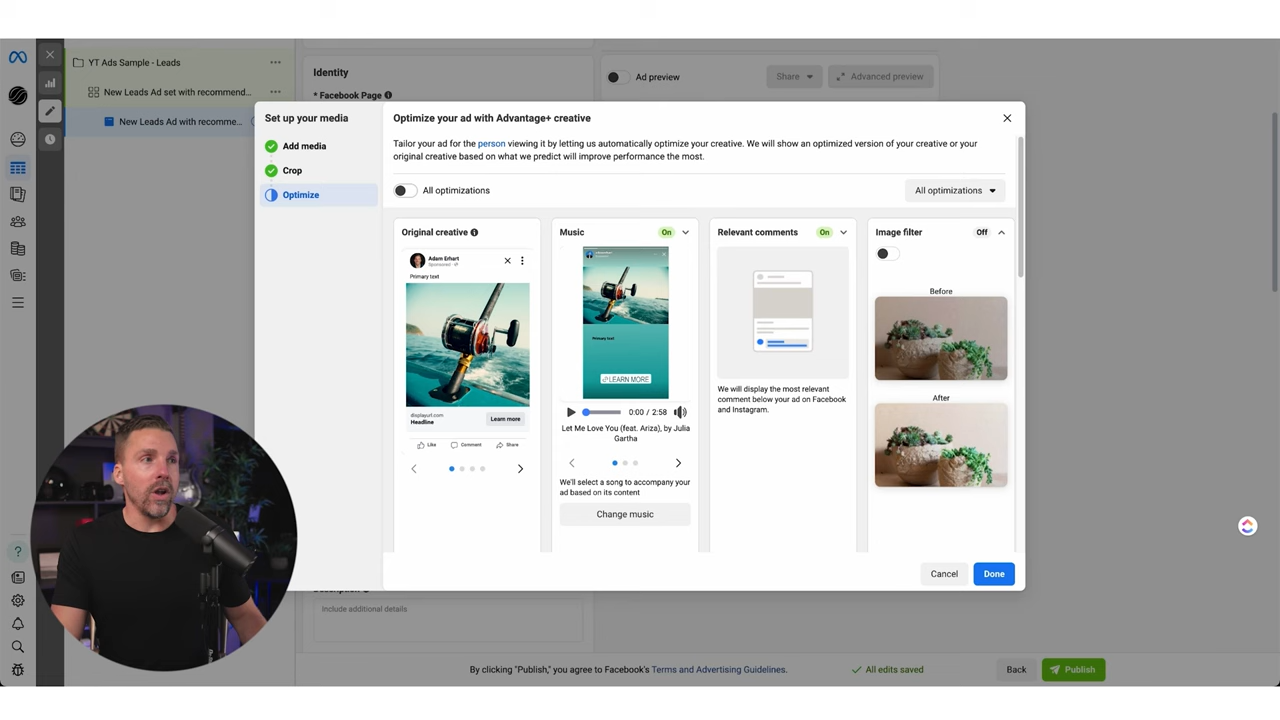 YT Ads Sample - Leads
New Leads Ad set with recommend...
New Leads Ad with recomme...
Identity
* Facebook Page
Ad preview
Share
Advanced preview
Set up your media
Add media
Crop
Optimize
Optimize your ad with Advantage+ creative
Tailor your ad for the person viewing it by letting us automatically optimize your creative. We will show an optimized version of your creative or your
original creative based on what we predict will improve performance the most.
All optimizations
All optimizations
Original creative
Adam Erhart
Sponsored
Primary text
displayurl.com
Headline
Learn more
Like
Comment
Share
Music
On
Primary text
LEARN MORE
0:00 / 2:58
Let Me Love You (feat. Ariza), by Julia
Gartha
We'll select a song to accompany your
ad based on its content
Change music
Relevant comments
On
We will display the most relevant
comment below your ad on Facebook
and Instagram.
Image filter
Off
Before
After
Cancel
Done
Include additional details
By clicking "Publish," you agree to Facebook's Terms and Advertising Guidelines.
All edits saved
Back
Publish